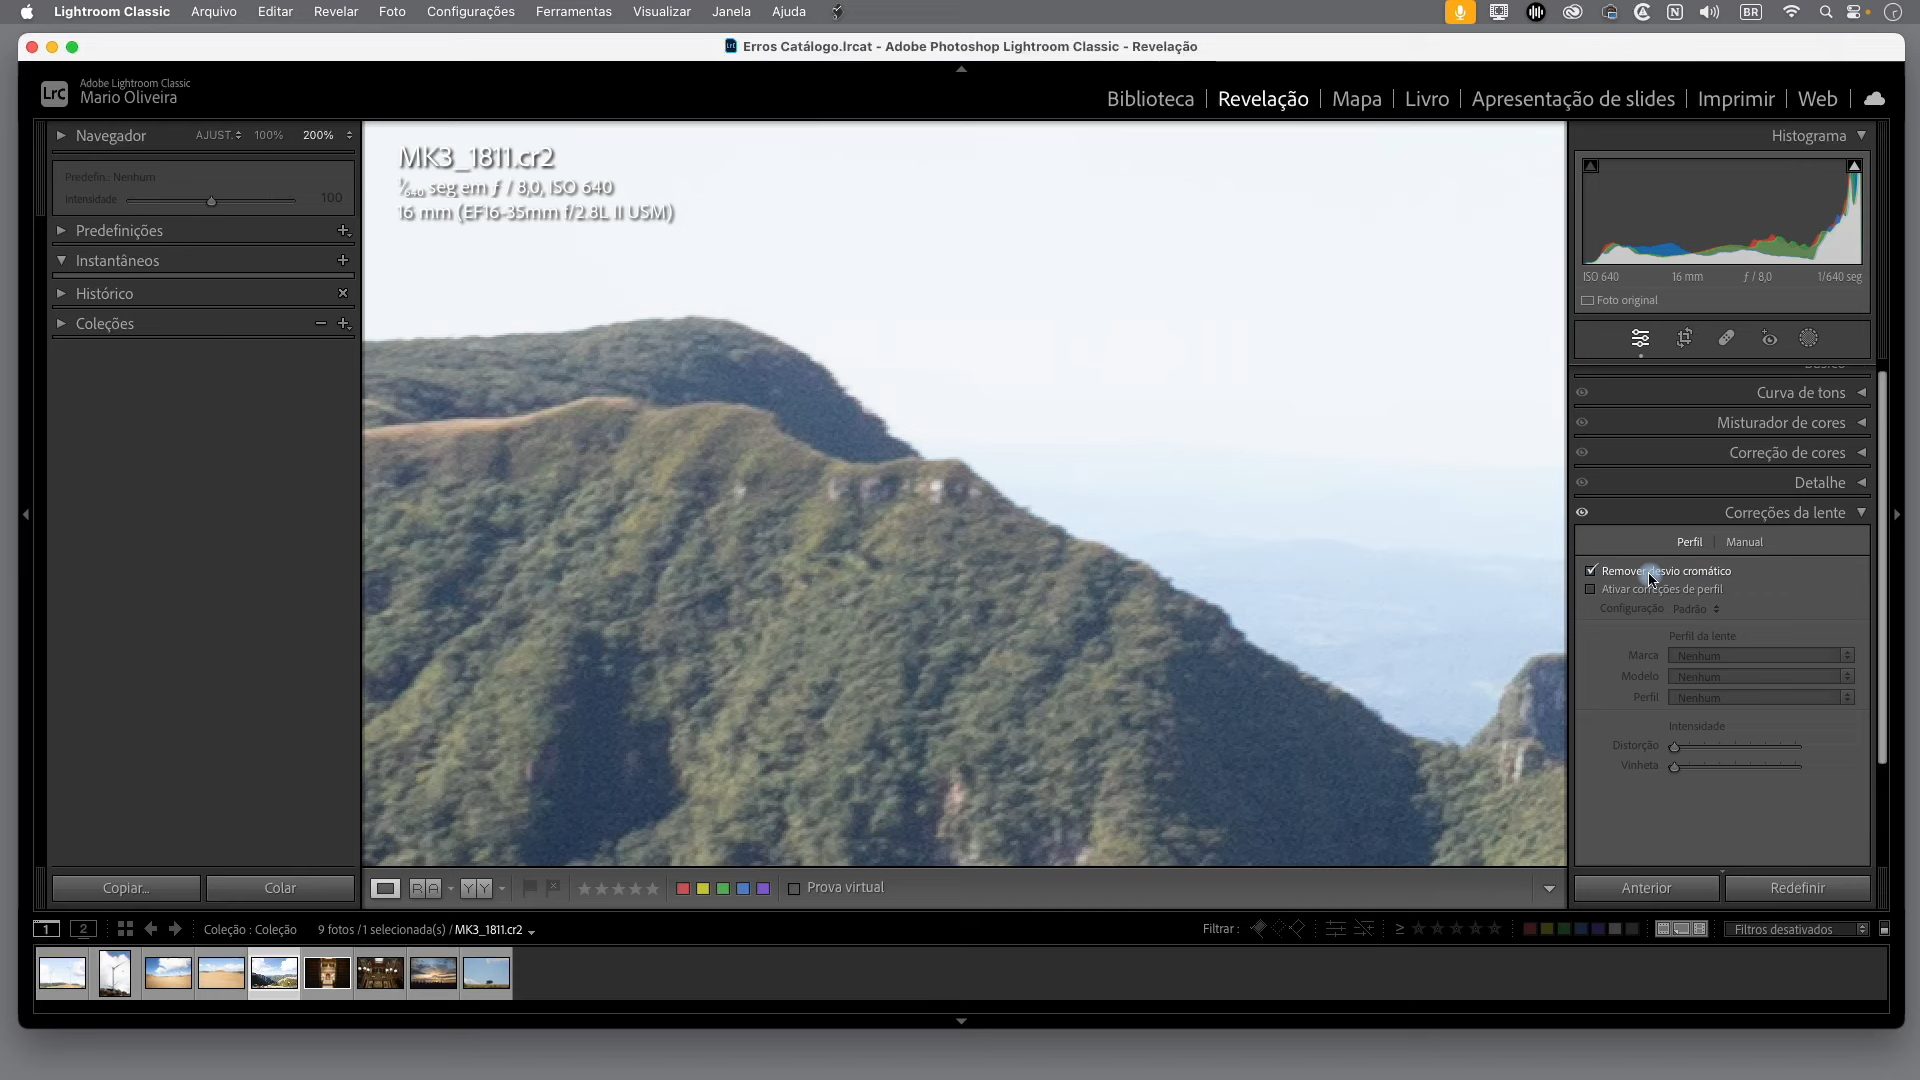 Lightroom Classic Arquivo Editar Revelar Foto Configurações Ferramentas Visualizar Janela Ajuda BR
Erros Catálogo.lrcat - Adobe Photoshop Lightroom Classic - Revelação
LrC Adobe Lightroom Classic
Mario Oliveira
Biblioteca | Revelação | Mapa | Livro | Apresentação de slides | Imprimir | Web
Navegador AJUST. 100% 200%
Predefin.: Nenhum
Intensidade 100
Predefinições
Instantâneos
Histórico
Coleções
MK3_1811.cr2
1/640 seg em ƒ / 8,0, ISO 640
16 mm (EF16-35mm f/2.8L II USM)
Histograma
ISO 640 16 mm ƒ / 8,0 1/640 seg
Foto original
Básico
Curva de tons
Misturador de cores
Correção de cores
Detalhe
Correções da lente
Perfil | Manual
Remover desvio cromático
Ativar correções de perfil
Configuração Padrão
Perfil da lente
Marca Nenhum
Modelo Nenhum
Perfil Nenhum
Intensidade
Distorção
Vinheta
Copiar... Colar
R A Y Y Prova virtual
Anterior Redefinir
1 2 Coleção : Coleção 9 fotos /1 selecionada(s) /MK3_1811.cr2 Filtrar : ≥ Filtros desativados